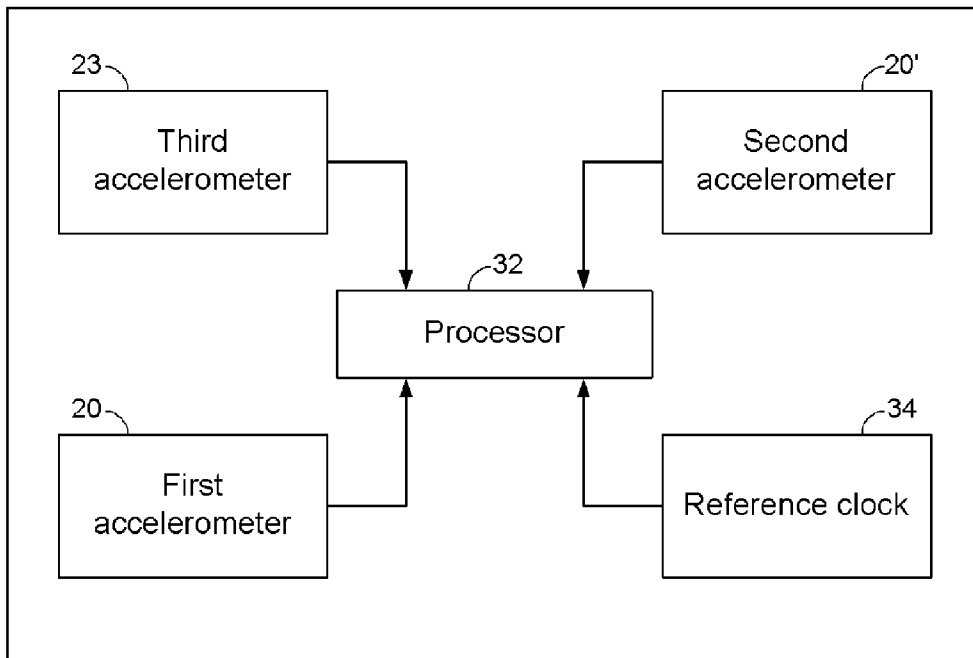 23
Third
accelerometer
20'
Second
accelerometer
32
Processor
20
First
accelerometer
34
Reference clock